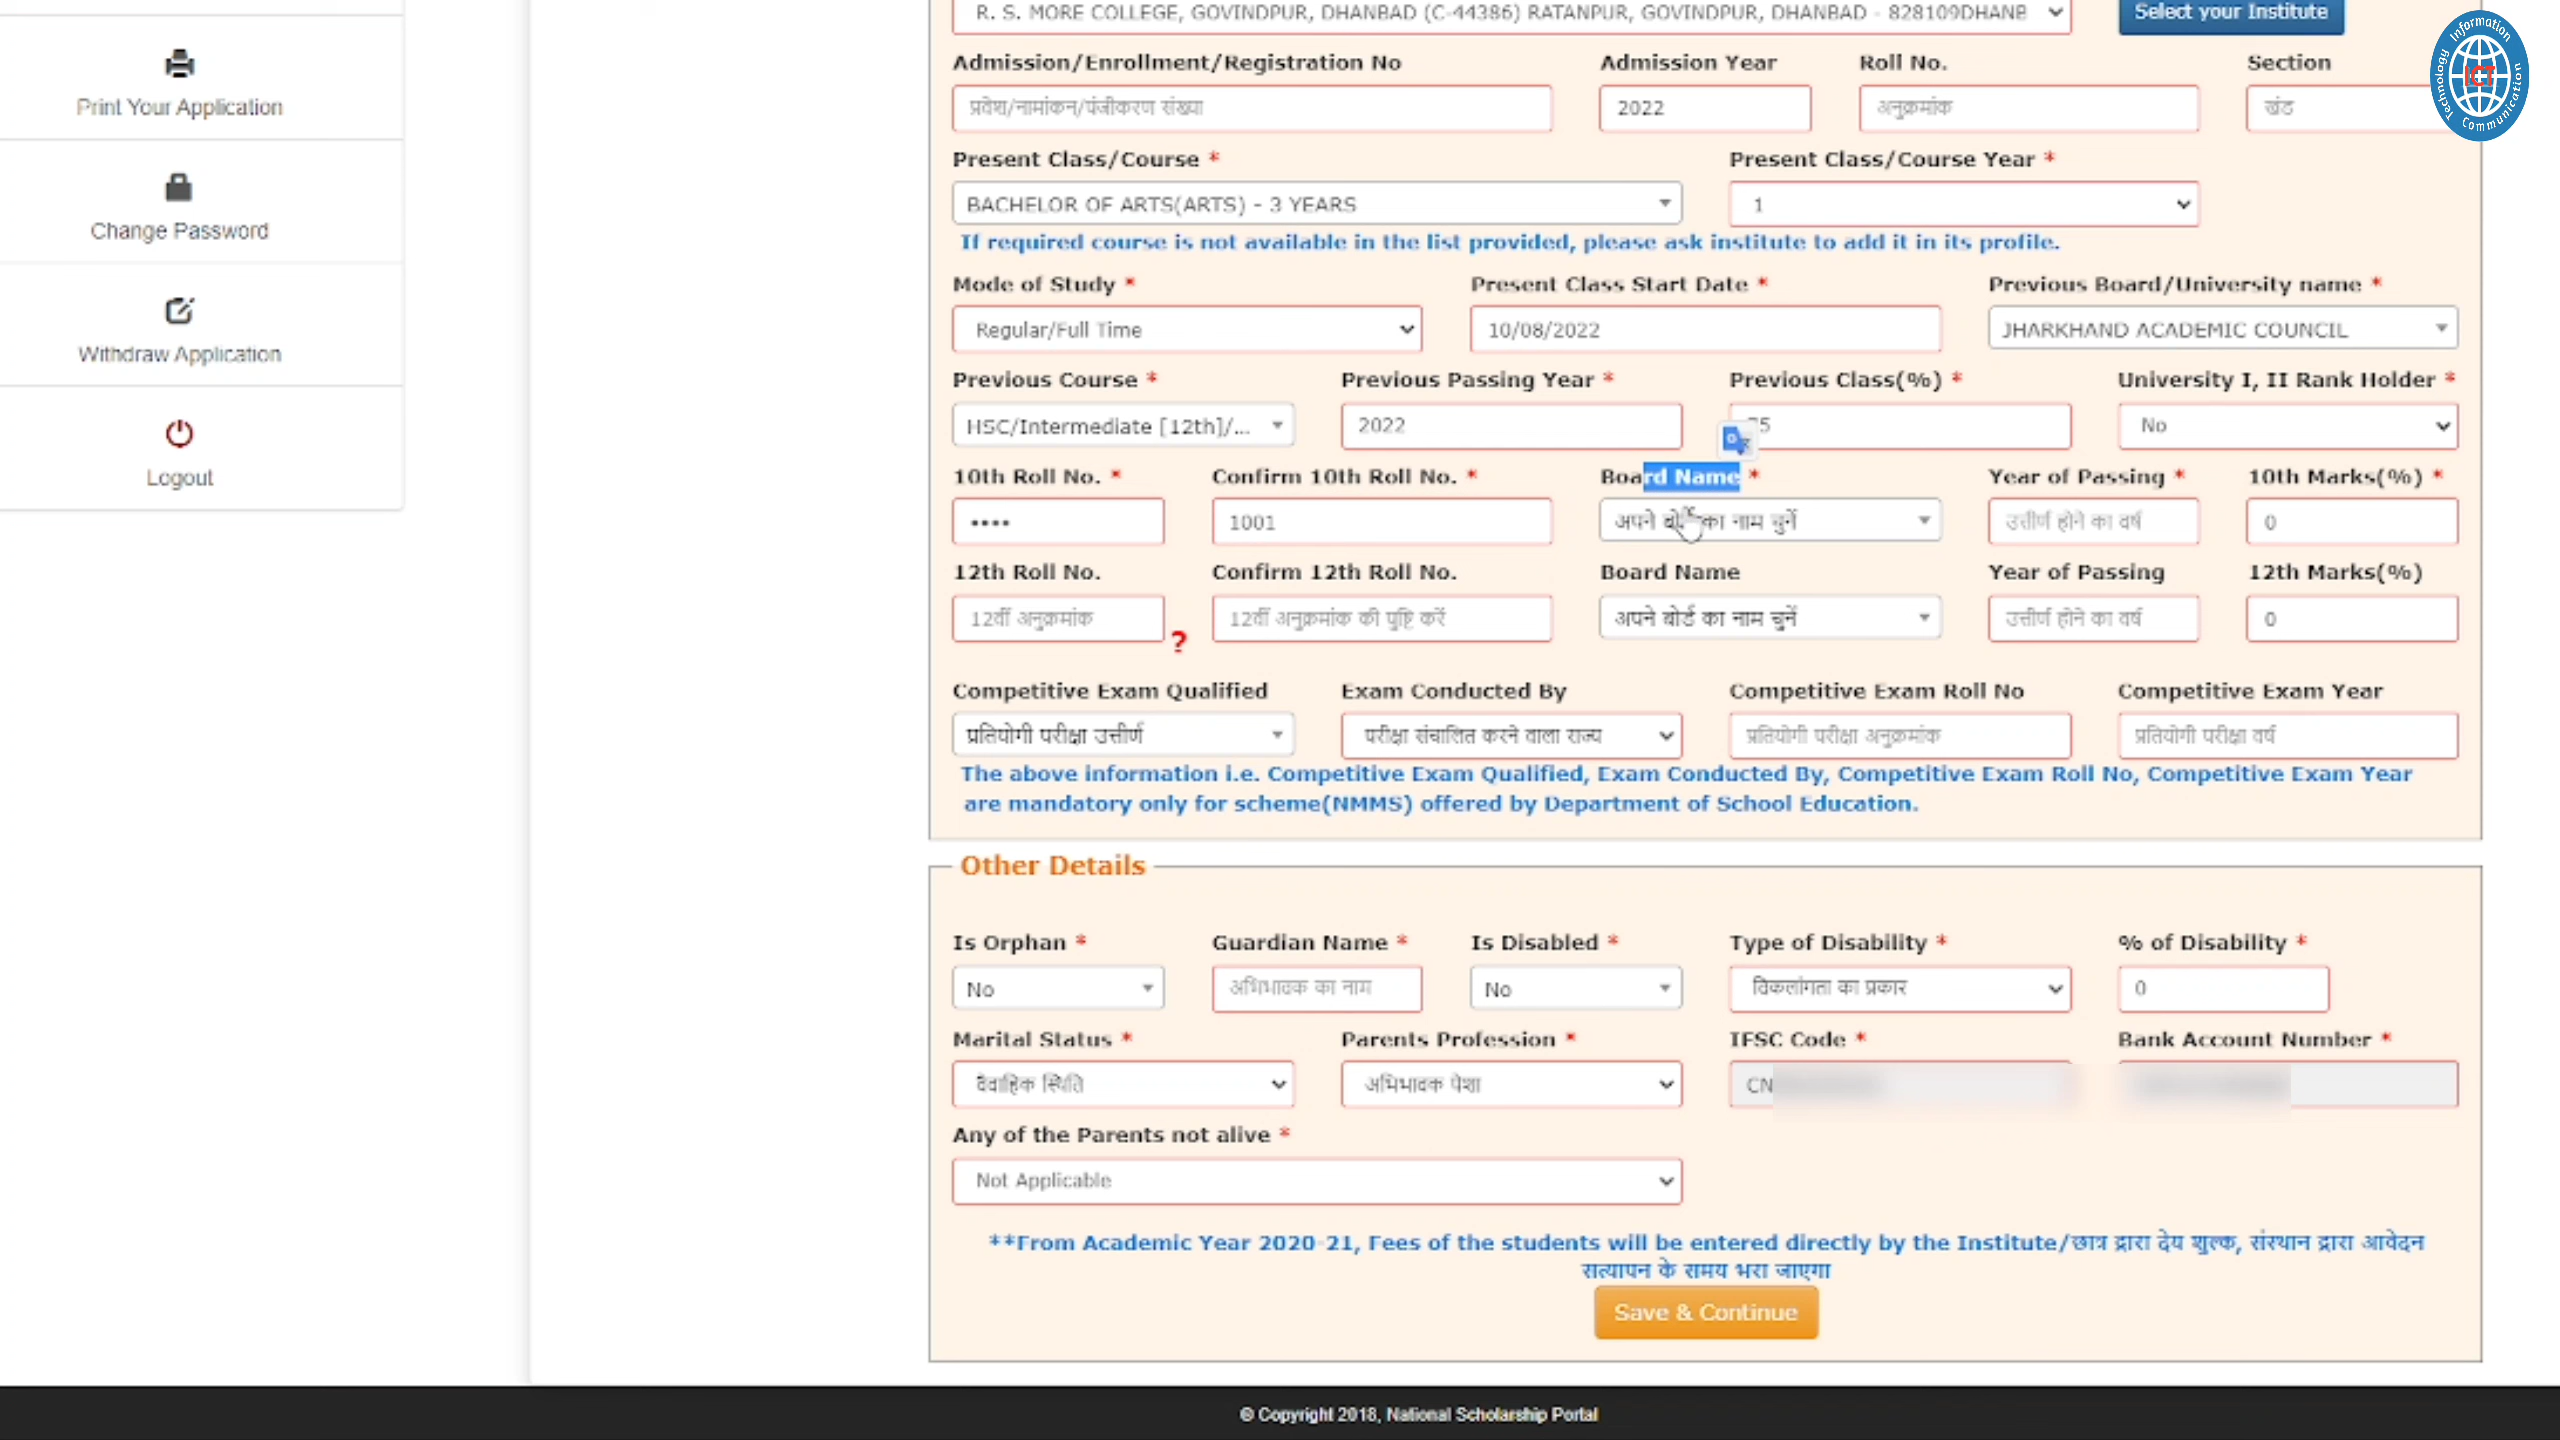 R. S. MORE COLLEGE, GOVINDPUR, DHANBAD (C-44386) RATANPUR, GOVINDPUR, DHANBAD - 828109DHANB
Select your Institute
Information
Communication
Technology
ICT
Print Your Application
Change Password
Withdraw Application
Logout
Admission/Enrollment/Registration No
Admission Year
Roll No.
Section
प्रवेश/नामांकन/पंजीकरण संख्या
2022
अनुक्रमांक
खंड
Present Class/Course *
Present Class/Course Year *
BACHELOR OF ARTS(ARTS) - 3 YEARS
1
If required course is not available in the list provided, please ask institute to add it in its profile.
Mode of Study *
Present Class Start Date *
Previous Board/University name *
Regular/Full Time
10/08/2022
JHARKHAND ACADEMIC COUNCIL
Previous Course *
Previous Passing Year *
Previous Class(%) *
University I, II Rank Holder *
HSC/Intermediate [12th]/...
2022
No
10th Roll No. *
Confirm 10th Roll No. *
Board Name *
Year of Passing *
10th Marks(%) *
••••
1001
अपने बोर्ड का नाम चुनें
उत्तीर्ण होने का वर्ष
0
12th Roll No.
Confirm 12th Roll No.
Board Name
Year of Passing
12th Marks(%)
12वीं अनुक्रमांक
?
12वीं अनुक्रमांक की पुष्टि करें
अपने बोर्ड का नाम चुनें
उत्तीर्ण होने का वर्ष
0
Competitive Exam Qualified
Exam Conducted By
Competitive Exam Roll No
Competitive Exam Year
प्रतियोगी परीक्षा उत्तीर्ण
परीक्षा संचालित करने वाला राज्य
प्रतियोगी परीक्षा अनुक्रमांक
प्रतियोगी परीक्षा वर्ष
The above information i.e. Competitive Exam Qualified, Exam Conducted By, Competitive Exam Roll No, Competitive Exam Year
are mandatory only for scheme(NMMS) offered by Department of School Education.
Other Details
Is Orphan *
Guardian Name *
Is Disabled *
Type of Disability *
% of Disability *
No
अभिभावक का नाम
No
विकलांगता का प्रकार
0
Marital Status *
Parents Profession *
IFSC Code *
Bank Account Number *
वैवाहिक स्थिति
अभिभावक पेशा
CN
Any of the Parents not alive *
Not Applicable
**From Academic Year 2020-21, Fees of the students will be entered directly by the Institute/छात्र द्वारा देय शुल्क, संस्थान द्वारा आवेदन
सत्यापन के समय भरा जाएगा
Save & Continue
© Copyright 2018, National Scholarship Portal